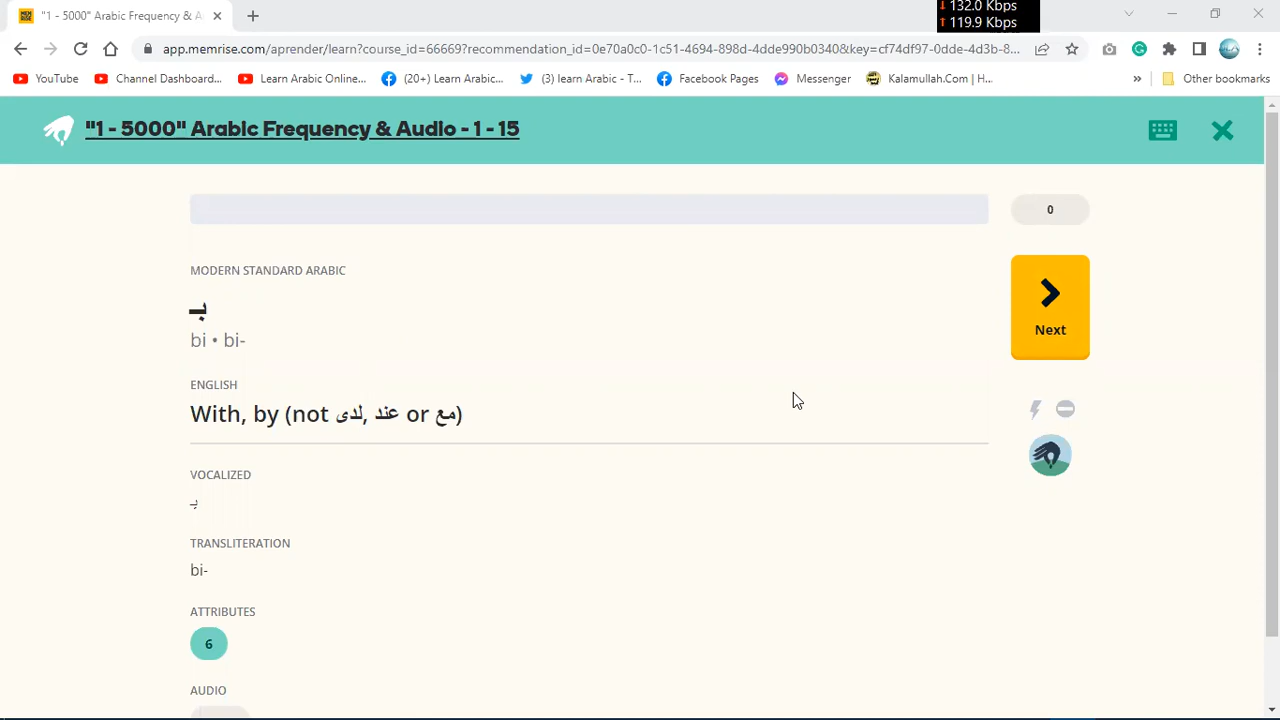 ↓ 132.0 Kbps
↑ 119.9 Kbps
"1 - 5000" Arabic Frequency & A
app.memrise.com/aprender/learn?course_id=66669?recommendation_id=0e70a0c0-1c51-4694-898d-4dde990b0340&key=cf74df97-0dde-4d3b-8...
YouTube
Channel Dashboard...
Learn Arabic Online...
(20+) Learn Arabic...
(3) learn Arabic - T...
Facebook Pages
Messenger
Kalamullah.Com | H...
»
Other bookmarks
"1 - 5000" Arabic Frequency & Audio - 1 - 15
0
MODERN STANDARD ARABIC
بـ
bi • bi-
Next
ENGLISH
With, by (not لدى, عند or مع)
VOCALIZED
بِـ
TRANSLITERATION
bi-
ATTRIBUTES
6
AUDIO